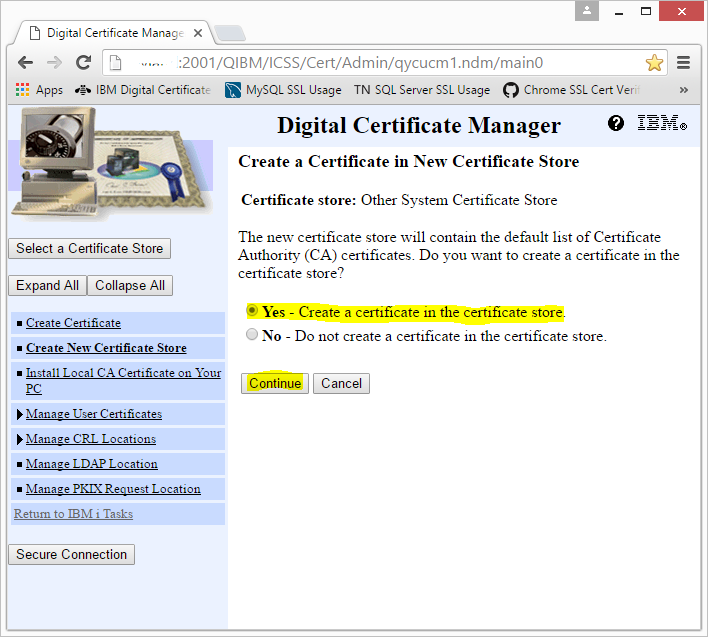 Digital Certificate Manage
:2001/QIBM/ICSS/Cert/Admin/qycucm1.ndm/main0
Apps IBM Digital Certificate MySQL SSL Usage TN SQL Server SSL Usage Chrome SSL Cert Veri »
Digital Certificate Manager ? IBM®
Create a Certificate in New Certificate Store
Certificate store: Other System Certificate Store
The new certificate store will contain the default list of Certificate
Authority (CA) certificates. Do you want to create a certificate in the
certificate store?
Yes - Create a certificate in the certificate store.
No - Do not create a certificate in the certificate store.
Continue Cancel
Select a Certificate Store
Expand All Collapse All
Create Certificate
Create New Certificate Store
Install Local CA Certificate on Your
PC
Manage User Certificates
Manage CRL Locations
Manage LDAP Location
Manage PKIX Request Location
Return to IBM i Tasks
Secure Connection